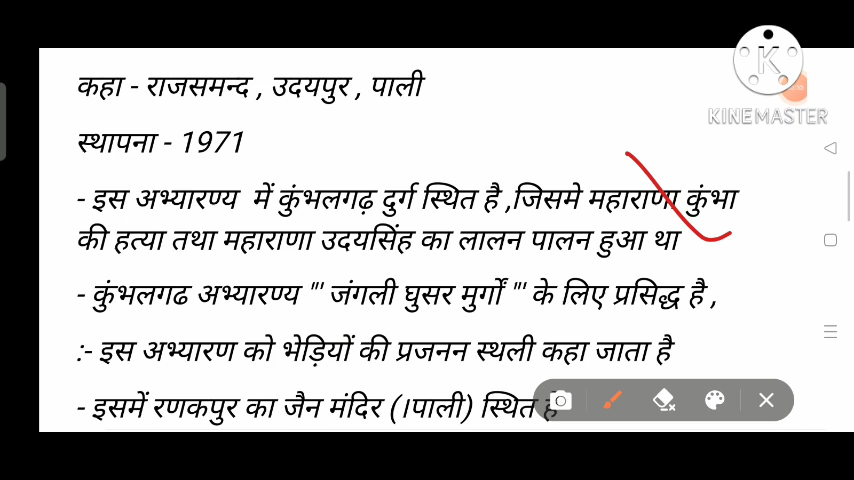 कहा - राजसमन्द , उदयपुर , पाली
K
KINEMASTER
स्थापना - 1971
- इस अभ्यारण्य में कुंभलगढ़ दुर्ग स्थित है ,जिसमे महाराणा कुंभा
की हत्या तथा महाराणा उदयसिंह का लालन पालन हुआ था
- कुंभलगढ अभ्यारण्य "' जंगली घुसर मुर्गों "' के लिए प्रसिद्ध है ,
:- इस अभ्यारण को भेड़ियों की प्रजनन स्थली कहा जाता है
- इसमें रणकपुर का जैन मंदिर (।पाली) स्थित है